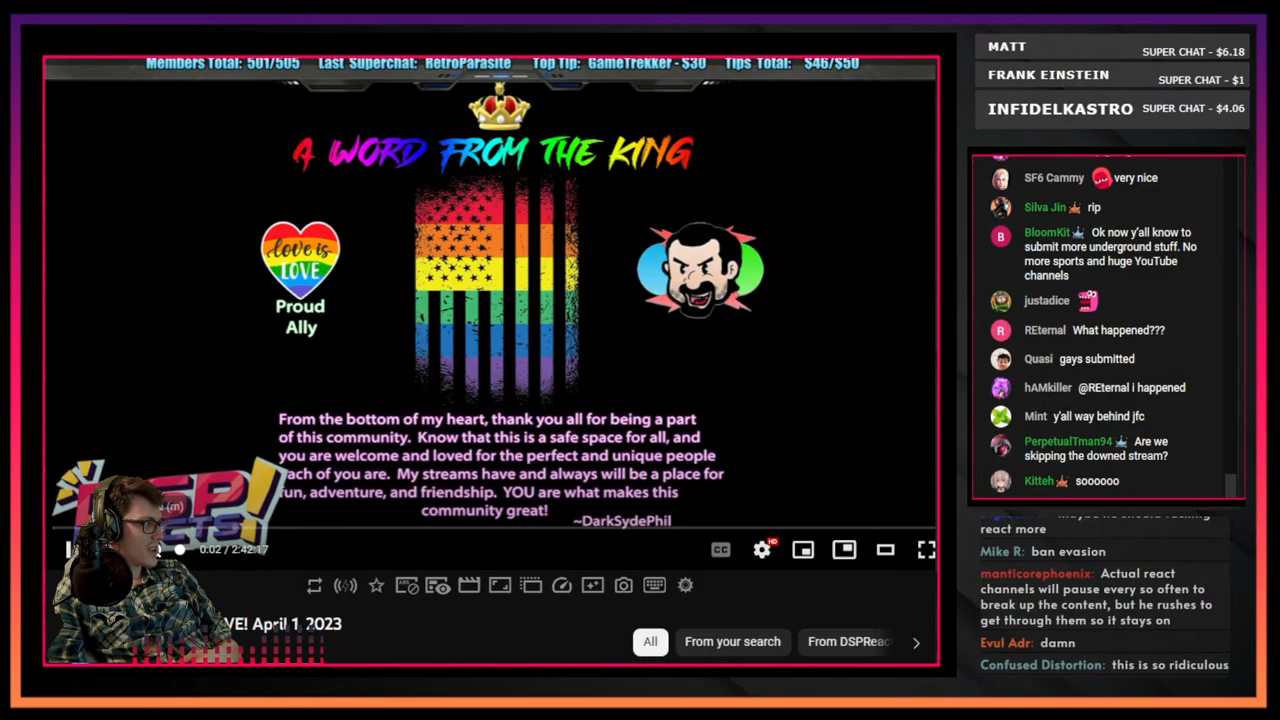 Members Total: 501/505 Last Superchat: RetroParasite Top Tip: GameTrekker - $30 Tips Total: $46/$50
A WORD FROM THE KING
love is
LOVE
Proud
Ally
From the bottom of my heart, thank you all for being a part
of this community. Know that this is a safe space for all, and
you are welcome and loved for the perfect and unique people
each of you are. My streams have and always will be a place for
fun, adventure, and friendship. YOU are what makes this
community great!
~DarkSydePhil
DSP
(m)
0:02 / 2:42:17
CC
HD
VE! April 1, 2023
All
From your search
From DSPReac
MATT
SUPER CHAT - $6.18
FRANK EINSTEIN
SUPER CHAT - $1
INFIDELKASTRO
SUPER CHAT - $4.06
SF6 Cammy very nice
Silva Jin rip
B
BloomKit Ok now y'all know to
submit more underground stuff. No
more sports and huge YouTube
channels
justadice
R
REternal What happened???
Quasi gays submitted
hAMkiller @REternal i happened
Mint y'all way behind jfc
PerpetualTman94 Are we
skipping the downed stream?
Kitteh soooooo
react more
Mike R: ban evasion
manticorephoenix: Actual react
channels will pause every so often to
break up the content, but he rushes to
get through them so it stays on
Evul Adr: damn
Confused Distortion: this is so ridiculous